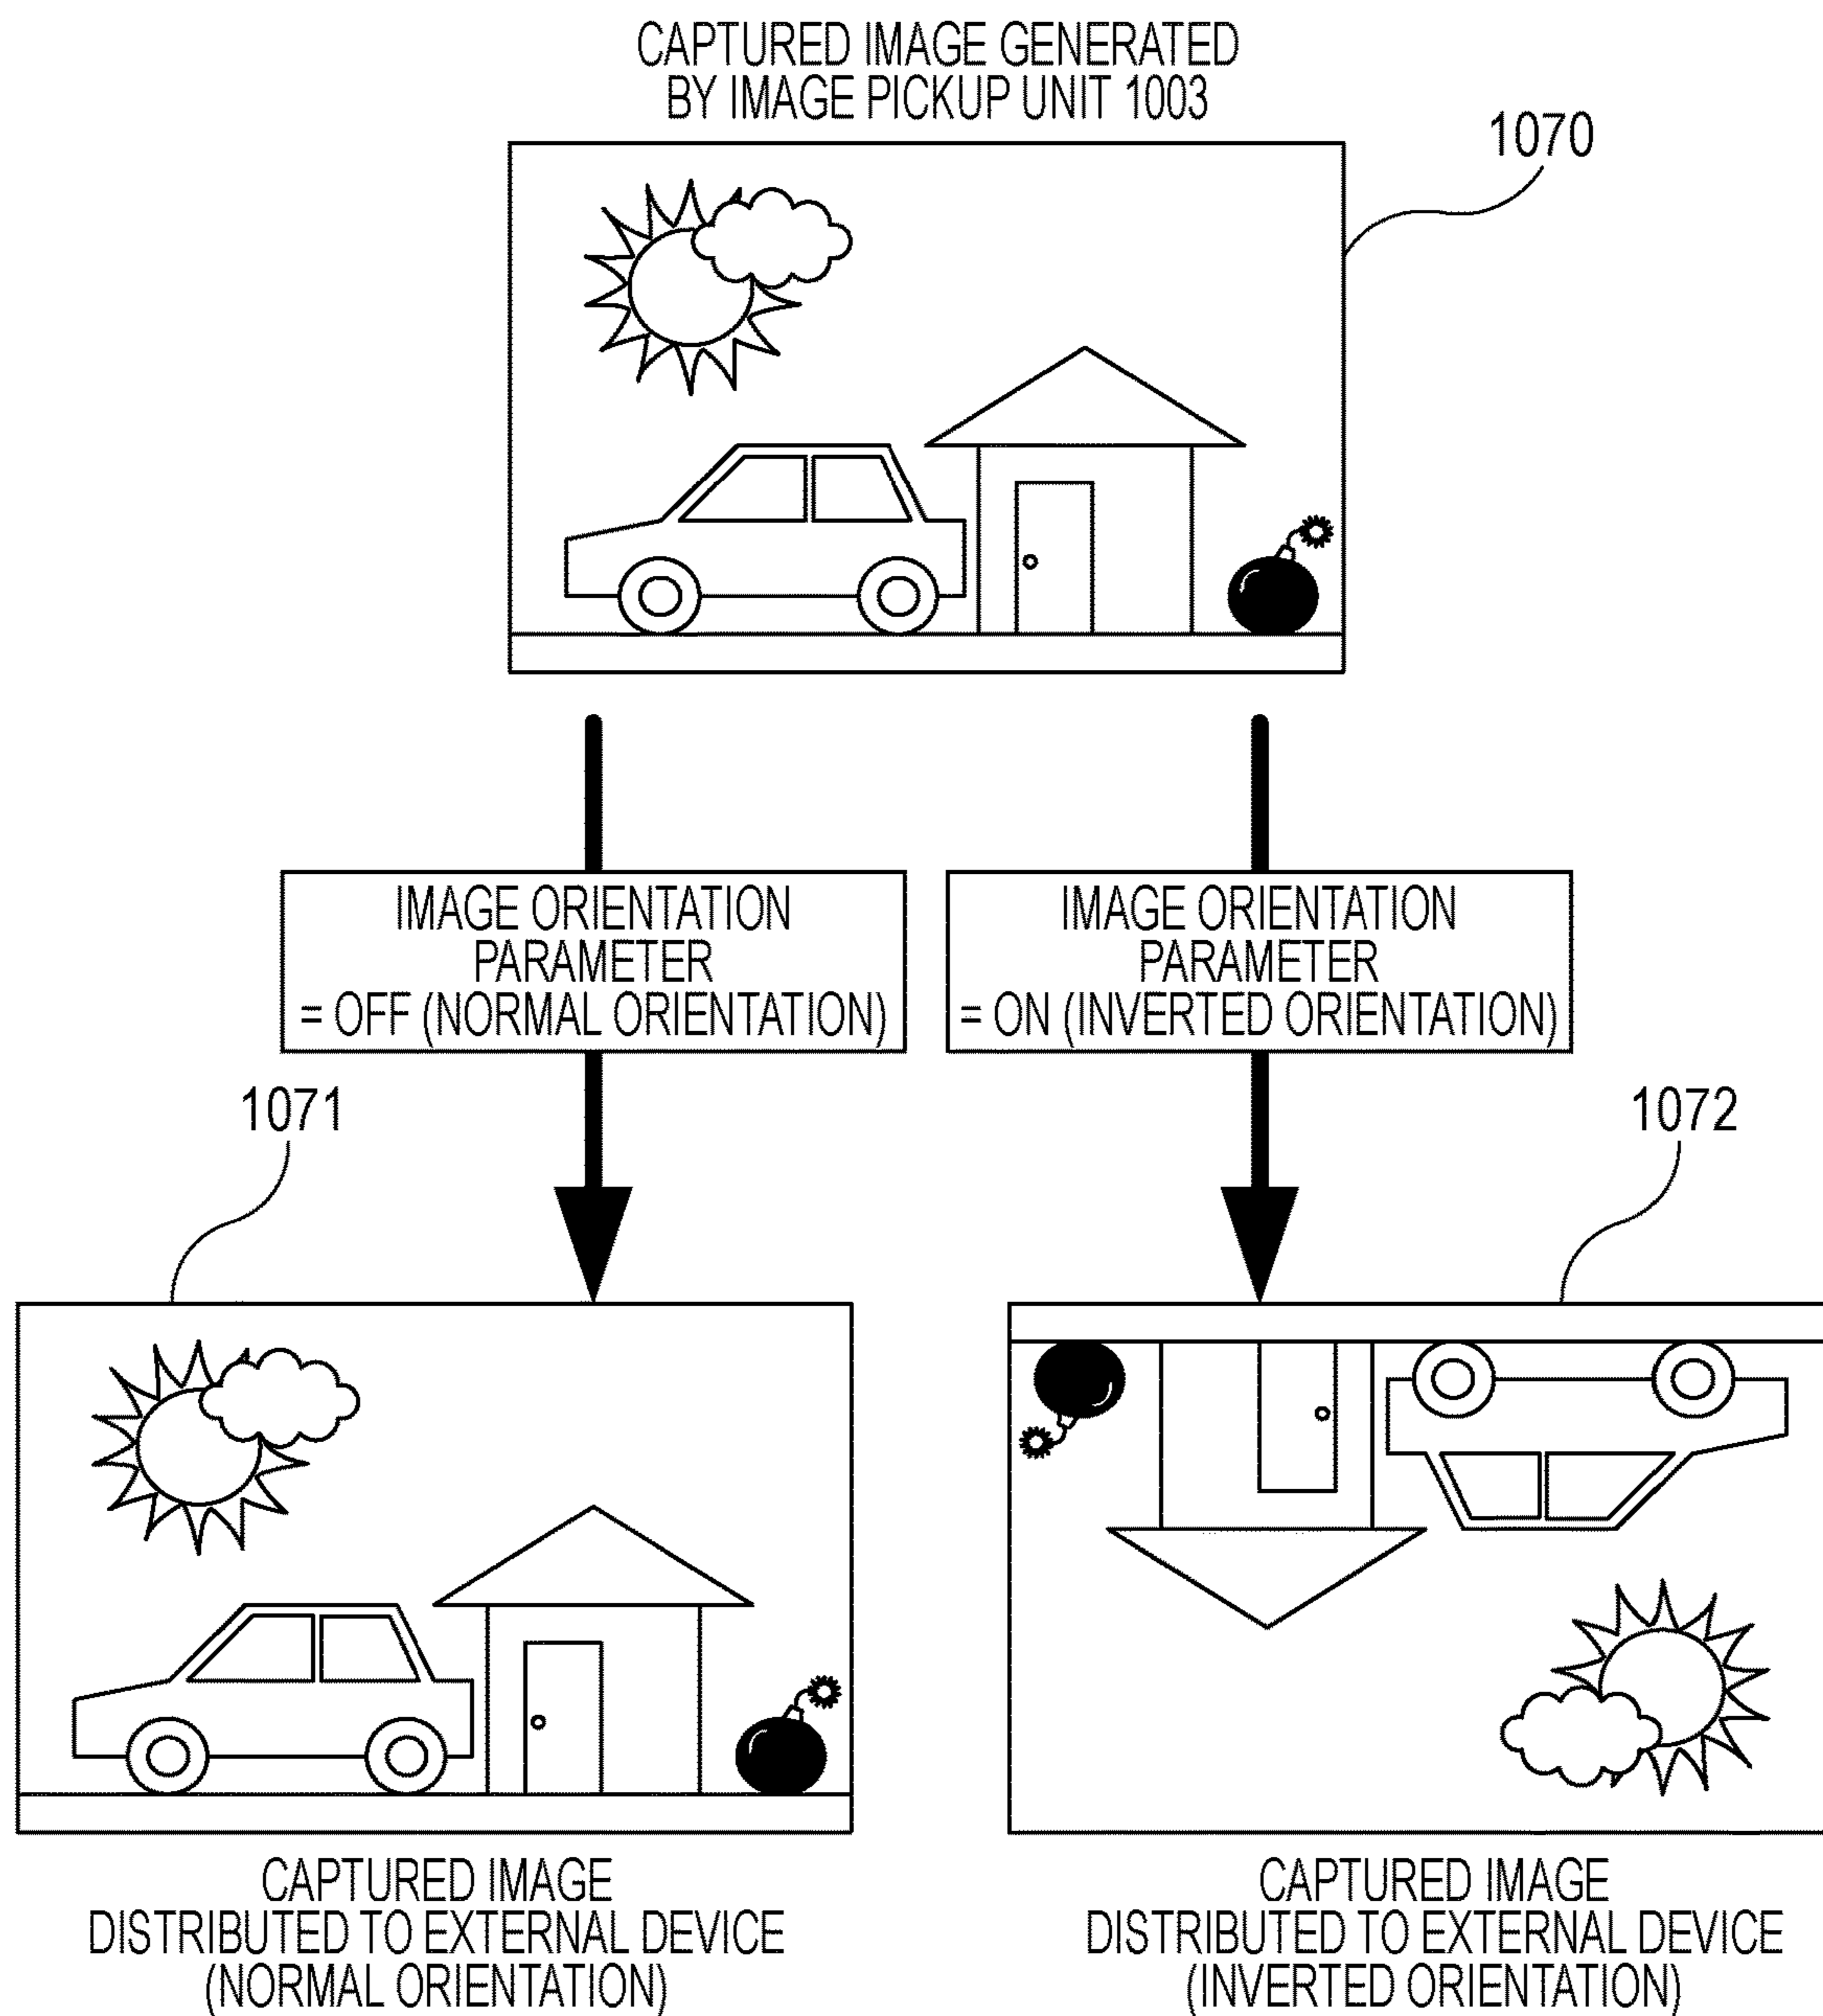 CAPTURED IMAGE GENERATED
BY IMAGE PICKUP UNIT 1003
1070
IMAGE ORIENTATION
PARAMETER
= OFF (NORMAL ORIENTATION)
IMAGE ORIENTATION
PARAMETER
= ON (INVERTED ORIENTATION)
1071
1072
CAPTURED IMAGE
DISTRIBUTED TO EXTERNAL DEVICE
(NORMAL ORIENTATION)
CAPTURED IMAGE
DISTRIBUTED TO EXTERNAL DEVICE
(INVERTED ORIENTATION)